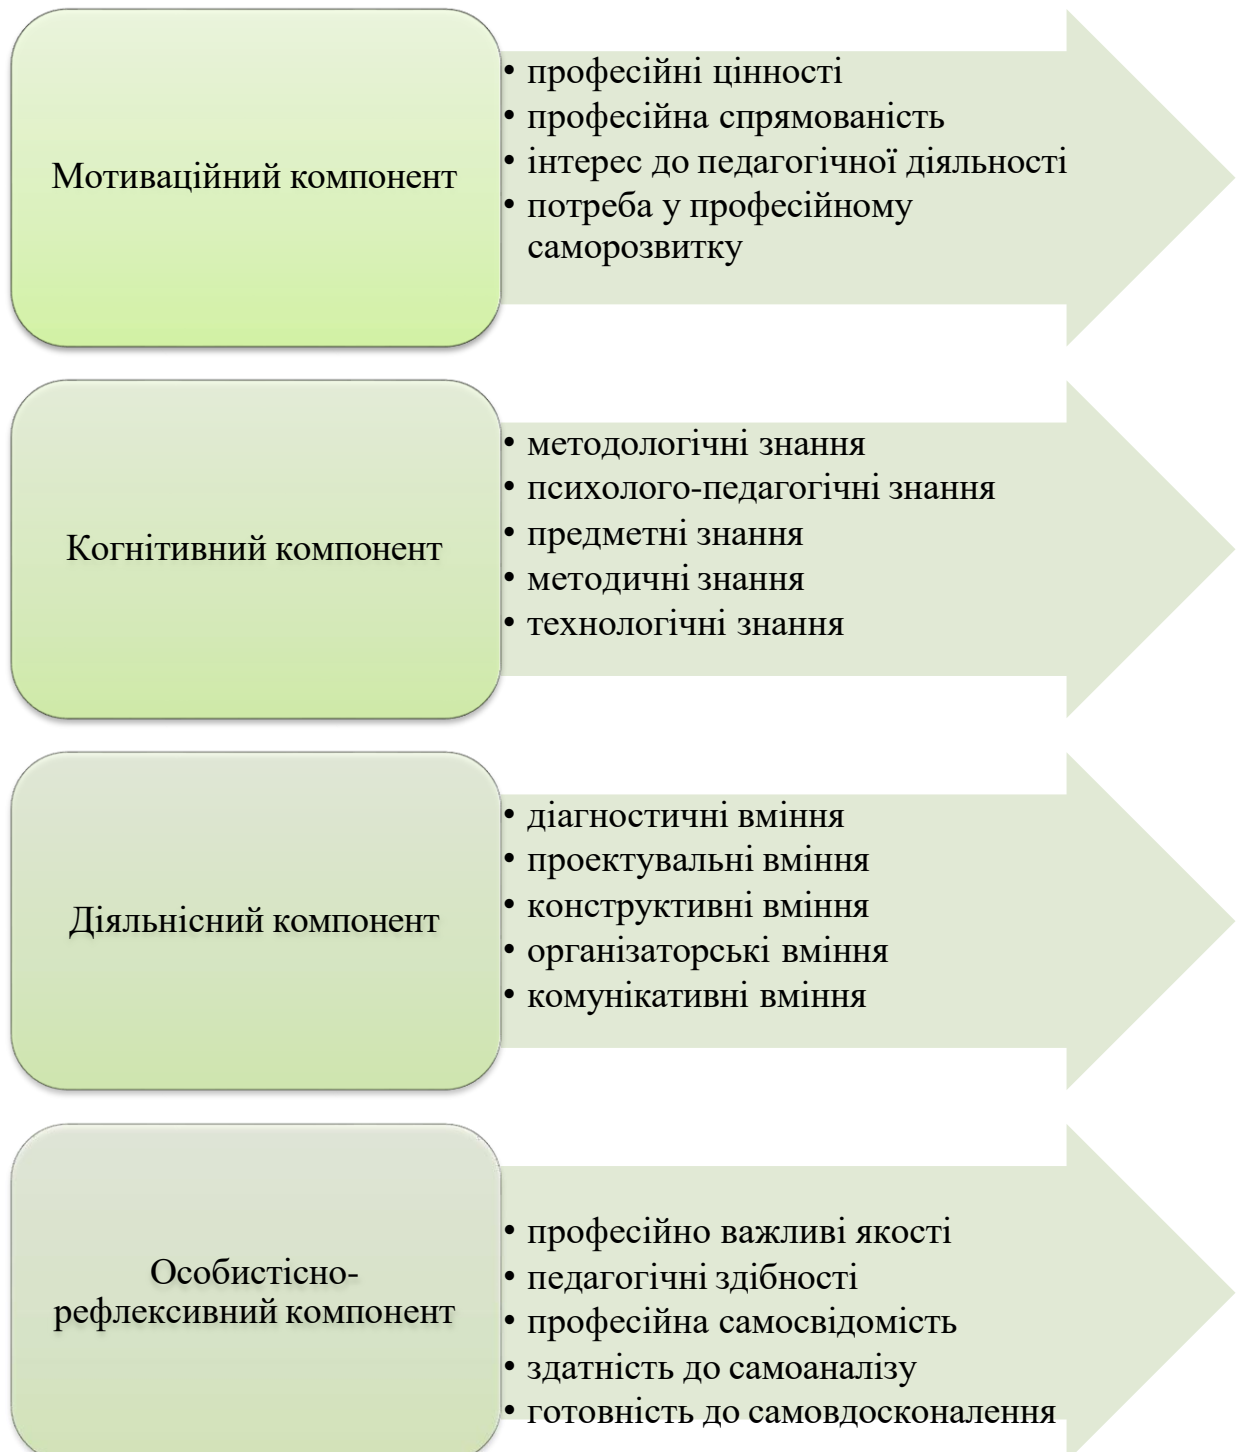 Мотиваційний компонент
• професійні цінності
• професійна спрямованість
• інтерес до педагогічної діяльності
• потреба у професійному
саморозвитку
Когнітивний компонент
• методологічні знання
• психолого-педагогічні знання
• предметні знання
• методичні знання
• технологічні знання
Діяльнісний компонент
• діагностичні вміння
• проектувальні вміння
• конструктивні вміння
• організаторські вміння
• комунікативні вміння
Особистісно-
рефлексивний компонент
• професійно важливі якості
• педагогічні здібності
• професійна самосвідомість
• здатність до самоаналізу
• готовність до самовдосконалення